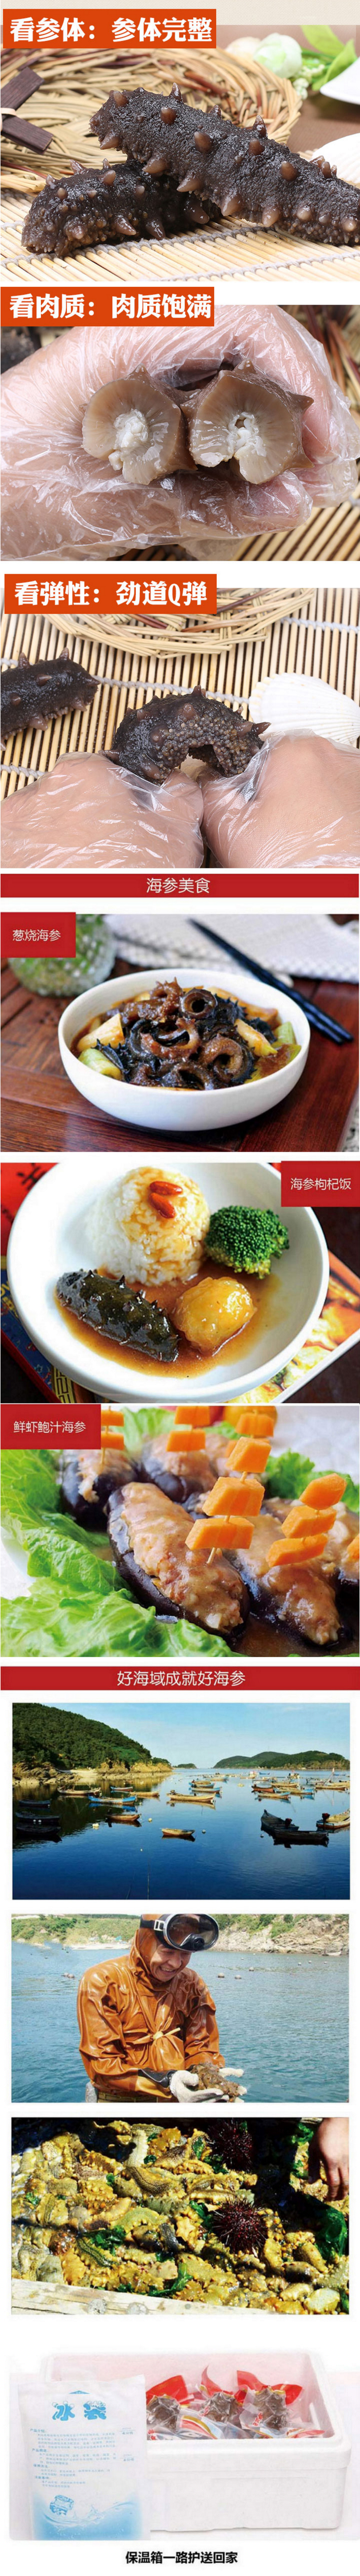 看参体：参体完整
看肉质：肉质饱满
看弹性：劲道Q弹
海参美食
葱烧海参
海参枸杞饭
鲜虾鲍汁海参
好海域成就好海参
冰袋
保温箱一路护送回家